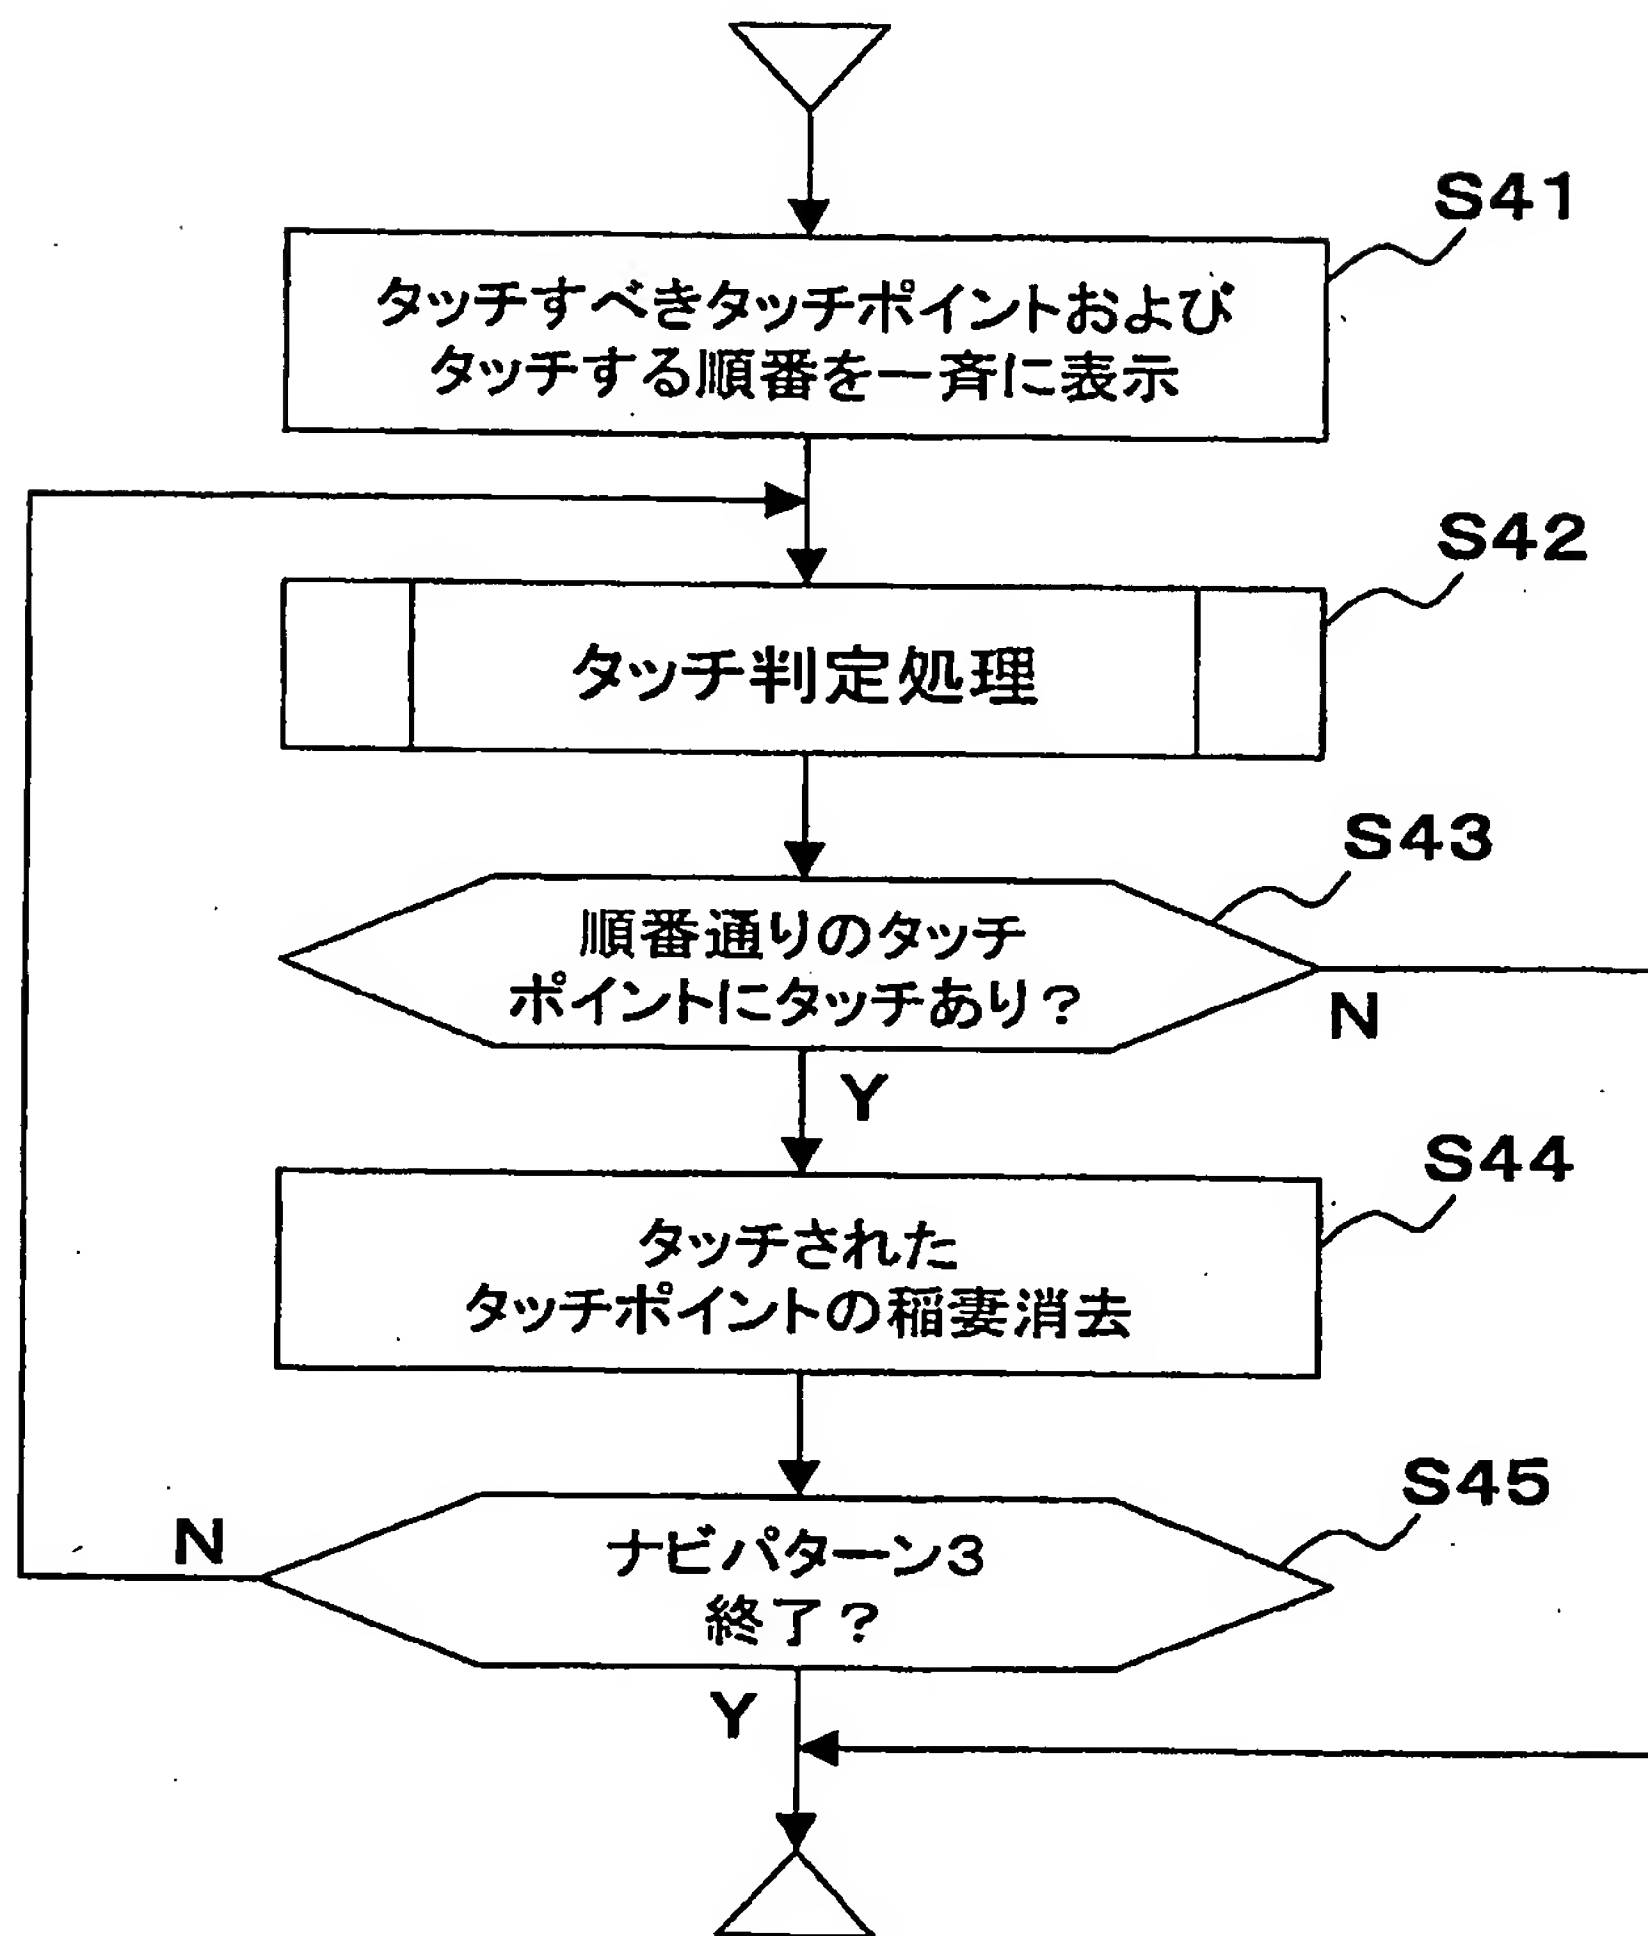 S41
タッチすべきタッチポイントおよび
タッチする順番を一斉に表示
S42
タッチ判定処理
S43
順番通りのタッチ
ポイントにタッチあり？
N
Y
S44
タッチされた
タッチポイントの稲妻消去
S45
N
ナビパターン3
終了？
Y